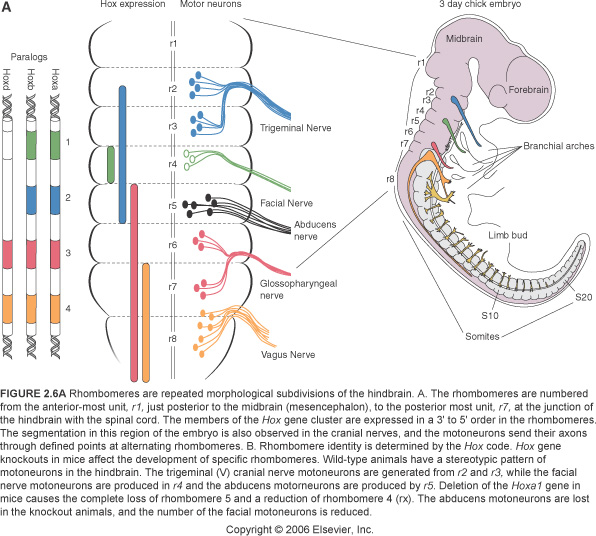 A
Hox expression
Motor neurons
3 day chick embryo
Paralogs
Hoxd
Hoxb
Hoxa
1
2
3
4
r1
r2
r3
r4
r5
r6
r7
r8
Trigeminal Nerve
Facial Nerve
Abducens
nerve
Glossopharyngeal
nerve
Vagus Nerve
Midbrain
Forebrain
r1
r2
r3
r4
r5
r6
r7
r8
Branchial arches
Limb bud
S10
S20
Somites
FIGURE 2.6A Rhombomeres are repeated morphological subdivisions of the hindbrain. A. The rhombomeres are numbered
from the anterior-most unit, r1, just posterior to the midbrain (mesencephalon), to the posterior most unit, r7, at the junction of
the hindbrain with the spinal cord. The members of the Hox gene cluster are expressed in a 3' to 5' order in the rhombomeres.
The segmentation in this region of the embryo is also observed in the cranial nerves, and the motoneurons send their axons
through defined points at alternating rhombomeres. B. Rhombomere identity is determined by the Hox code. Hox gene
knockouts in mice affect the development of specific rhombomeres. Wild-type animals have a stereotypic pattern of
motoneurons in the hindbrain. The trigeminal (V) cranial nerve motoneurons are generated from r2 and r3, while the facial
nerve motoneurons are produced in r4 and the abducens motorneurons are produced by r5. Deletion of the Hoxa1 gene in
mice causes the complete loss of rhombomere 5 and a reduction of rhombomere 4 (rx). The abducens motoneurons are lost
in the knockout animals, and the number of the facial motoneurons is reduced.
Copyright © 2006 Elsevier, Inc.